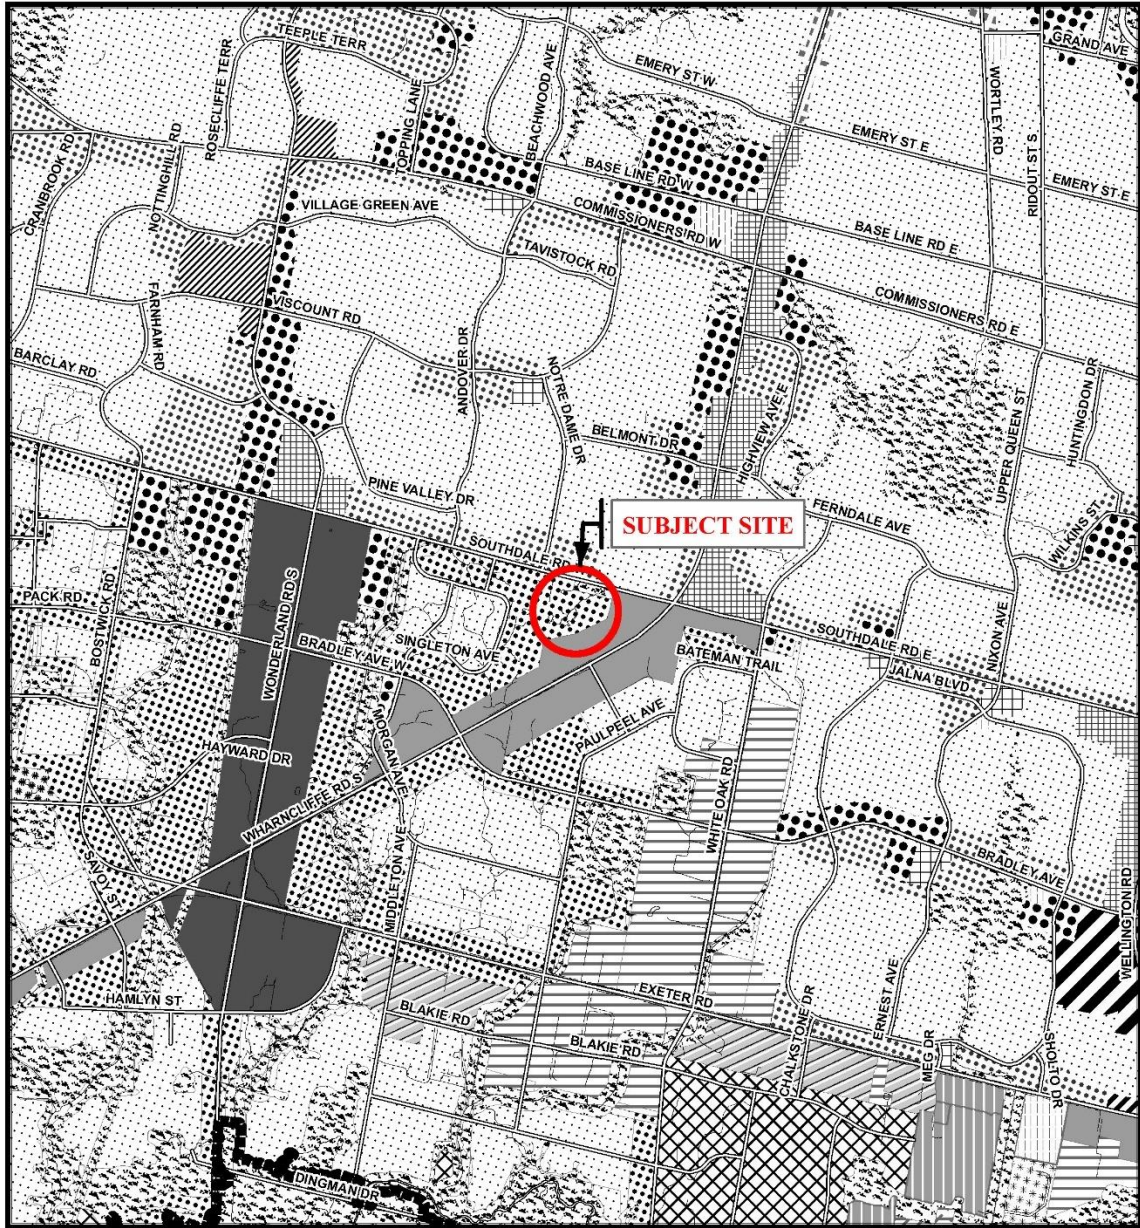 TEEPLE TERR
GRAND AVE
ROSECLIFFE TERR
BEACHWOOD AVE
EMERY ST W
WORTLEY RD
TOPPING LANE
CRANBROOK RD
NOTTINGHILL RD
EMERY ST E
RIDOUT ST S
BASE LINE RD W
EMERY ST E
VILLAGE GREEN AVE
COMMISSIONERS RD W
BASE LINE RD E
TAVISTOCK RD
FARNHAM RD
VISCOUNT RD
COMMISSIONERS RD E
BARCLAY RD
ANDOVER DR
NOTRE DAME DR
HIGHVIEW AVE E
UPPER QUEEN ST
HUNTINGDON DR
BELMONT DR
PINE VALLEY DR
FERNDALE AVE
WILKINS ST
SUBJECT SITE
SOUTHDALE RD
PACK RD
BOSTWICK RD
WONDERLAND RD S
BRADLEY AVE W
SINGLETON AVE
BATEMAN TRAIL
SOUTHDALE RD E
NIXON AVE
JALNA BLVD
HAYWARD DR
MORGAN AVE
PAULPEEL AVE
WHARNCLIFFE RD S
WHITE OAK RD
SAVOY ST
MIDDLETON AVE
BRADLEY AVE
WELLINGTON RD
HAMLYN ST
EXETER RD
BLAKIE RD
BLAKIE RD
CHALKSTONE DR
ERNEST AVE
MEG DR
SHOLTO DR
DINGMAN DR